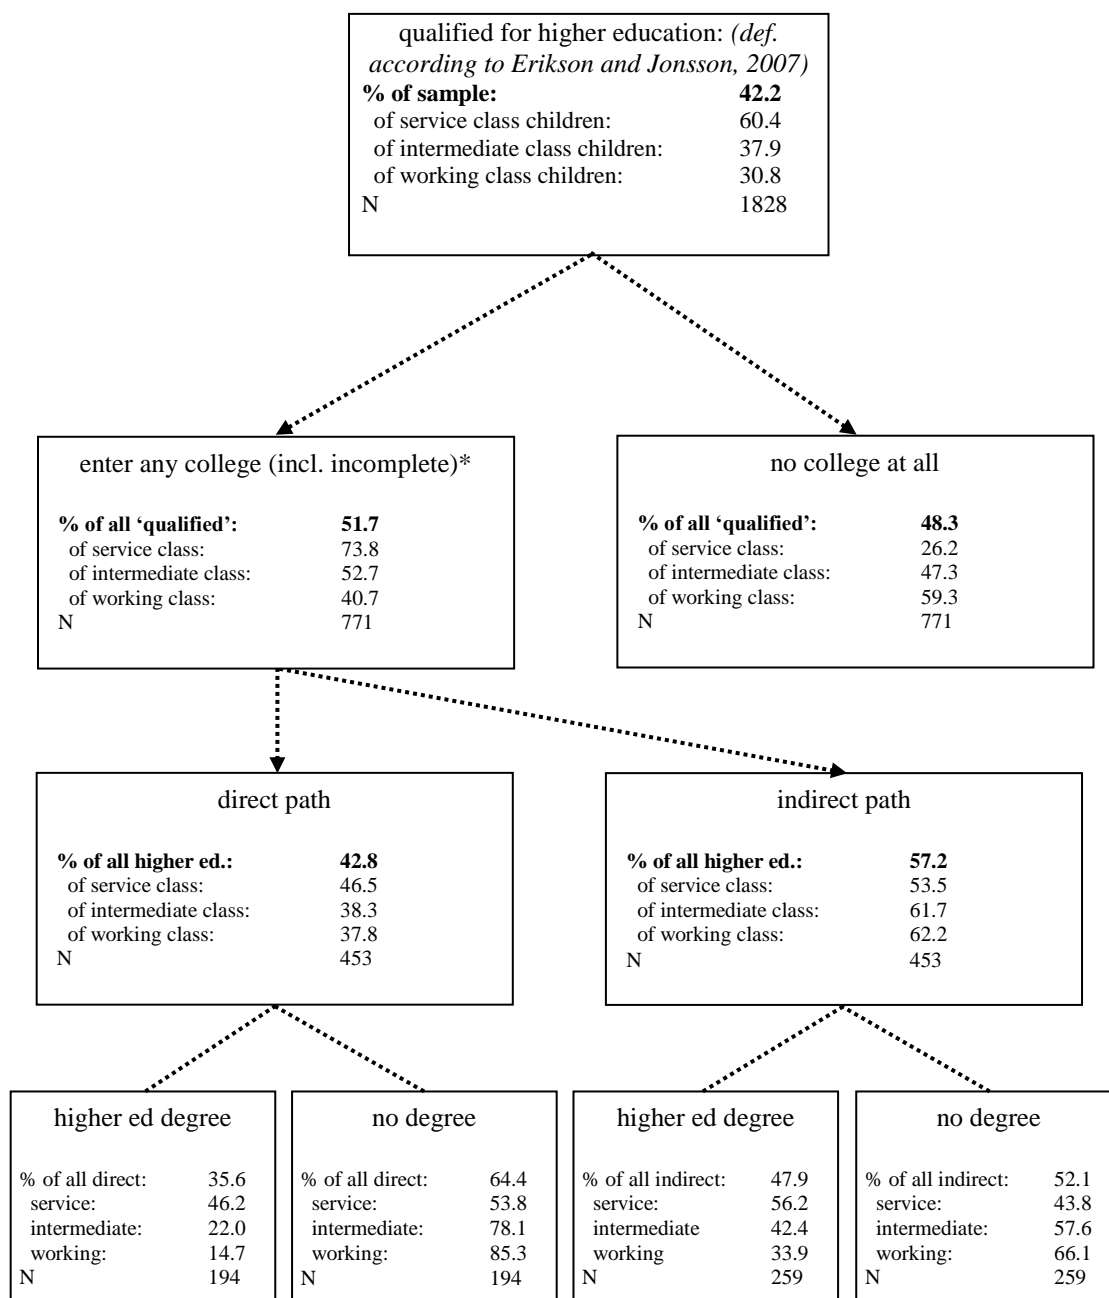 qualified for higher education: (def.
according to Erikson and Jonsson, 2007)
% of sample: 42.2
of service class children: 60.4
of intermediate class children: 37.9
of working class children: 30.8
N 1828
enter any college (incl. incomplete)*
% of all ‘qualified’: 51.7
of service class: 73.8
of intermediate class: 52.7
of working class: 40.7
N 771
no college at all
% of all ‘qualified’: 48.3
of service class: 26.2
of intermediate class: 47.3
of working class: 59.3
N 771
direct path
% of all higher ed.: 42.8
of service class: 46.5
of intermediate class: 38.3
of working class: 37.8
N 453
indirect path
% of all higher ed.: 57.2
of service class: 53.5
of intermediate class: 61.7
of working class: 62.2
N 453
higher ed degree
% of all direct: 35.6
service: 46.2
intermediate: 22.0
working: 14.7
N 194
no degree
% of all direct: 64.4
service: 53.8
intermediate: 78.1
working: 85.3
N 194
higher ed degree
% of all indirect: 47.9
service: 56.2
intermediate 42.4
working 33.9
N 259
no degree
% of all indirect: 52.1
service: 43.8
intermediate: 57.6
working: 66.1
N 259